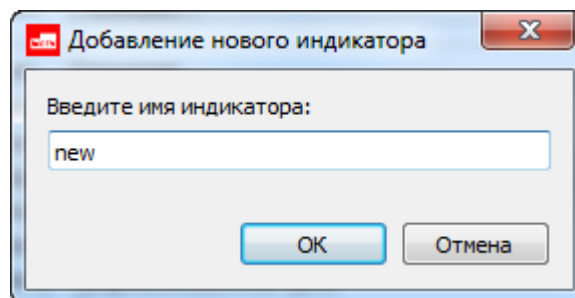 Добавление нового индикатора
Введите имя индикатора:
new
OK
Отмена